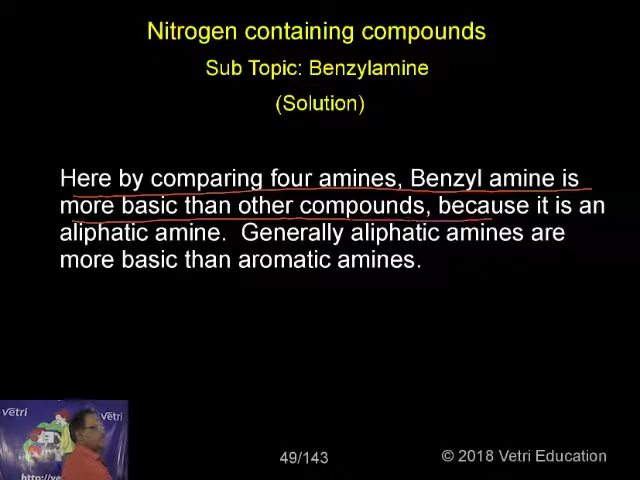 Nitrogen containing compounds
Sub Topic: Benzylamine
(Solution)
Here by comparing four amines, Benzyl amine is
more basic than other compounds, because it is an
aliphatic amine. Generally aliphatic amines are
more basic than aromatic amines.
vetri
vetri
http://ve
49/143
© 2018 Vetri Education